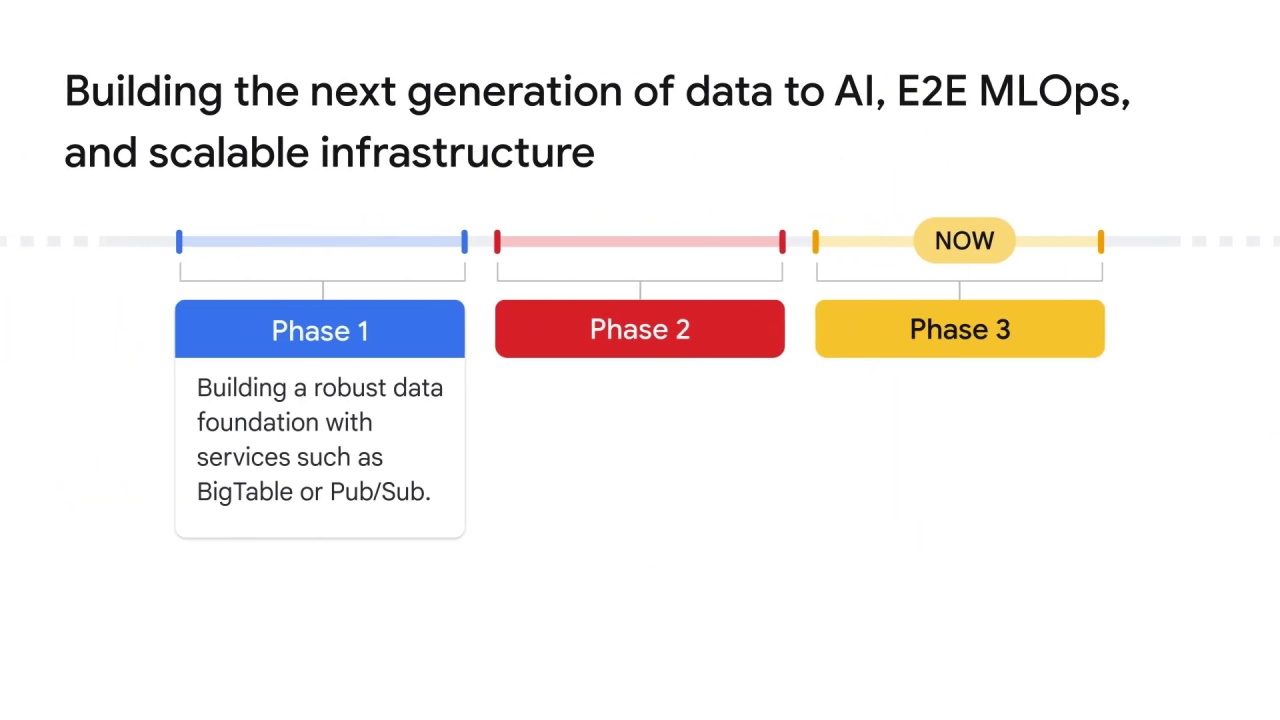 Building the next generation of data to AI, E2E MLOps,
and scalable infrastructure
NOW
Phase 1
Phase 2
Phase 3
Building a robust data
foundation with
services such as
BigTable or Pub/Sub.